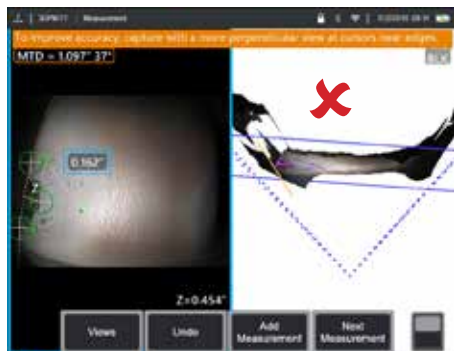 Measurement
To improve accuracy, capture with a more perpendicular view at cursors near edges.
MTD = 1.097" 37°
0.162"
Z=0.454"
Views
Undo
Add
Measurement
Next
Measurement